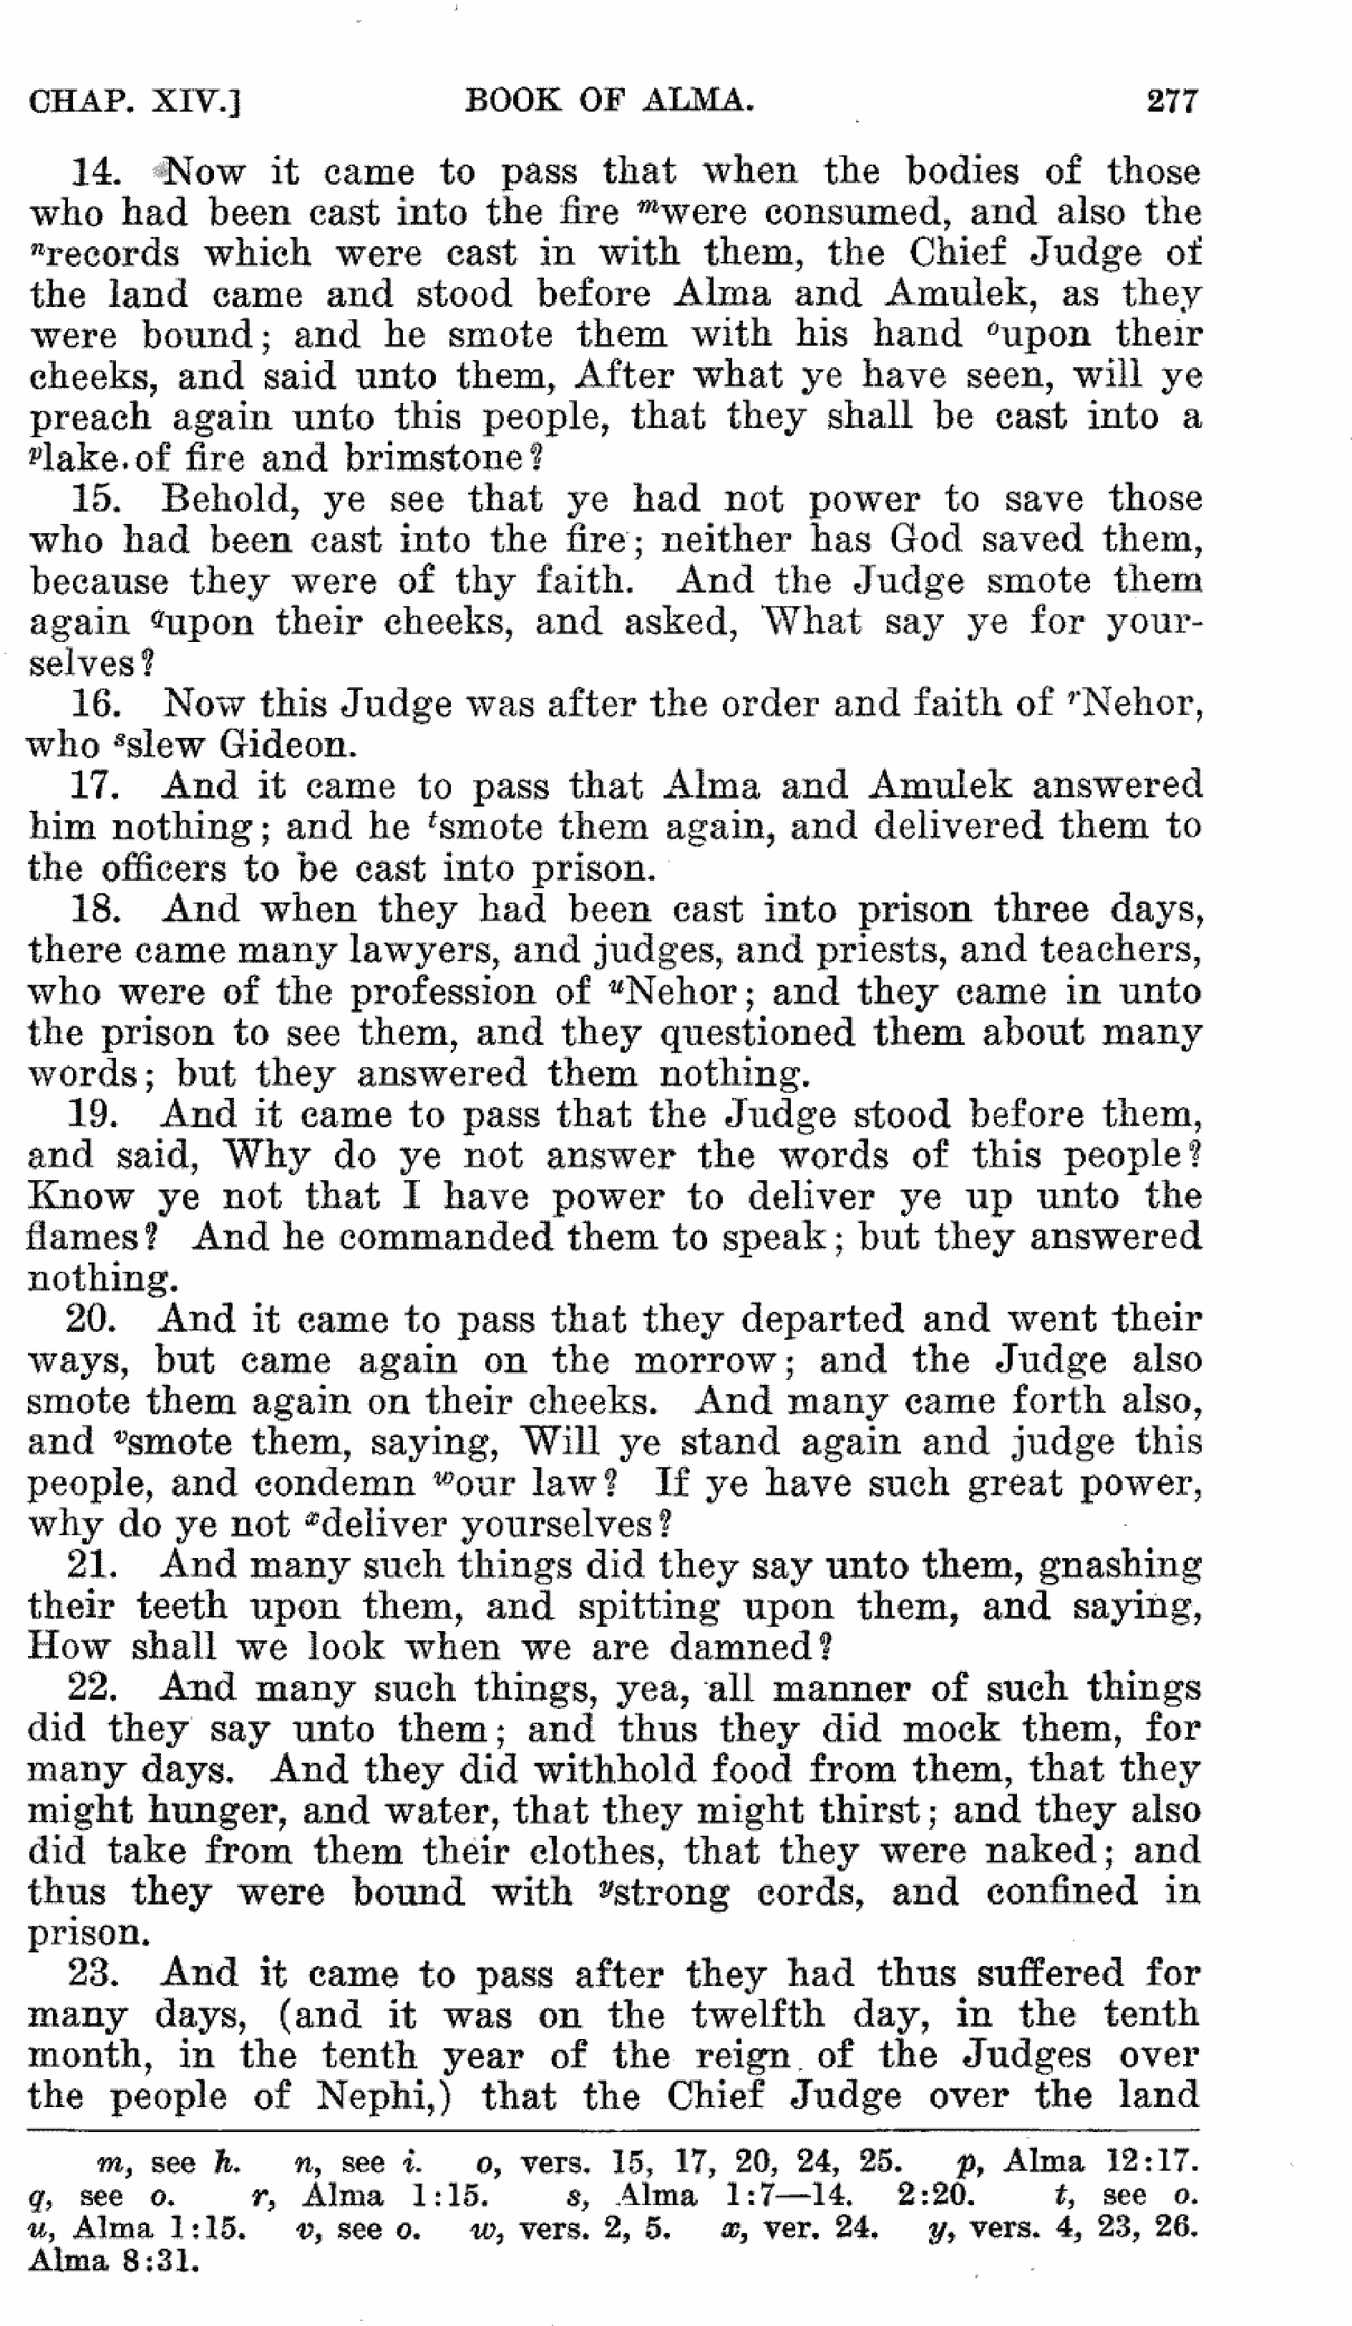 CHAP. XIV.] BOOK OF ALMA. 277
14. Now it came to pass that when the bodies of those
who had been cast into the fire ᵐwere consumed, and also the
ⁿrecords which were cast in with them, the Chief Judge of
the land came and stood before Alma and Amulek, as they
were bound; and he smote them with his hand ᵒupon their
cheeks, and said unto them, After what ye have seen, will ye
preach again unto this people, that they shall be cast into a
ᵖlake of fire and brimstone?
15. Behold, ye see that ye had not power to save those
who had been cast into the fire; neither has God saved them,
because they were of thy faith. And the Judge smote them
again qupon their cheeks, and asked, What say ye for your-
selves?
16. Now this Judge was after the order and faith of ʳNehor,
who ˢslew Gideon.
17. And it came to pass that Alma and Amulek answered
him nothing; and he ᵗsmote them again, and delivered them to
the officers to be cast into prison.
18. And when they had been cast into prison three days,
there came many lawyers, and judges, and priests, and teachers,
who were of the profession of ᵘNehor; and they came in unto
the prison to see them, and they questioned them about many
words; but they answered them nothing.
19. And it came to pass that the Judge stood before them,
and said, Why do ye not answer the words of this people?
Know ye not that I have power to deliver ye up unto the
flames? And he commanded them to speak; but they answered
nothing.
20. And it came to pass that they departed and went their
ways, but came again on the morrow; and the Judge also
smote them again on their cheeks. And many came forth also,
and ᵛsmote them, saying, Will ye stand again and judge this
people, and condemn ʷour law? If ye have such great power,
why do ye not ˣdeliver yourselves?
21. And many such things did they say unto them, gnashing
their teeth upon them, and spitting upon them, and saying,
How shall we look when we are damned?
22. And many such things, yea, all manner of such things
did they say unto them; and thus they did mock them, for
many days. And they did withhold food from them, that they
might hunger, and water, that they might thirst; and they also
did take from them their clothes, that they were naked; and
thus they were bound with ʸstrong cords, and confined in
prison.
23. And it came to pass after they had thus suffered for
many days, (and it was on the twelfth day, in the tenth
month, in the tenth year of the reign of the Judges over
the people of Nephi,) that the Chief Judge over the land
m, see h. n, see i. o, vers. 15, 17, 20, 24, 25. p, Alma 12:17.
q, see o. r, Alma 1:15. s, Alma 1:7—14. 2:20. t, see o.
u, Alma 1:15. v, see o. w, vers. 2, 5. x, ver. 24. y, vers. 4, 23, 26.
Alma 8:31.